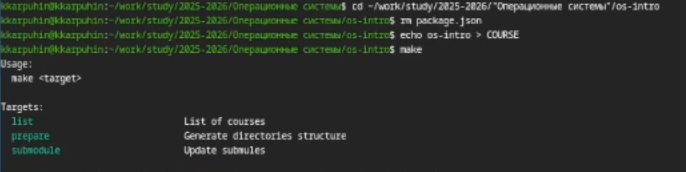 kkarpuhin@kkarpuhin:~/work/study/2025-2026/Операционные системы$ cd ~/work/study/2025-2026/"Операционные системы"/os-intro
kkarpuhin@kkarpuhin:~/work/study/2025-2026/Операционные системы/os-intro$ rm package.json
kkarpuhin@kkarpuhin:~/work/study/2025-2026/Операционные системы/os-intro$ echo os-intro > COURSE
kkarpuhin@kkarpuhin:~/work/study/2025-2026/Операционные системы/os-intro$ make
Usage:
make <target>
Targets:
list List of courses
prepare Generate directories structure
submodule Update submules